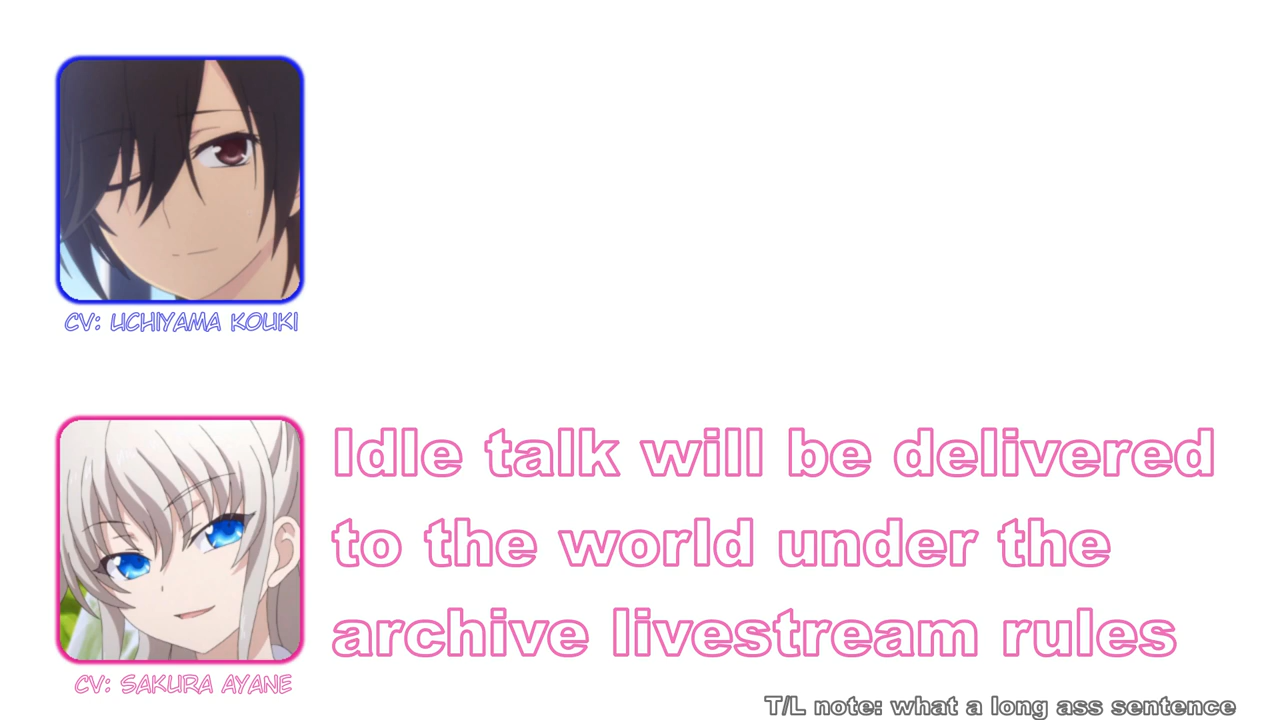 CV: UCHIYAMA KOUKI
Idle talk will be delivered
to the world under the
archive livestream rules
CV: SAKURA AYANE
T/L note: what a long ass sentence